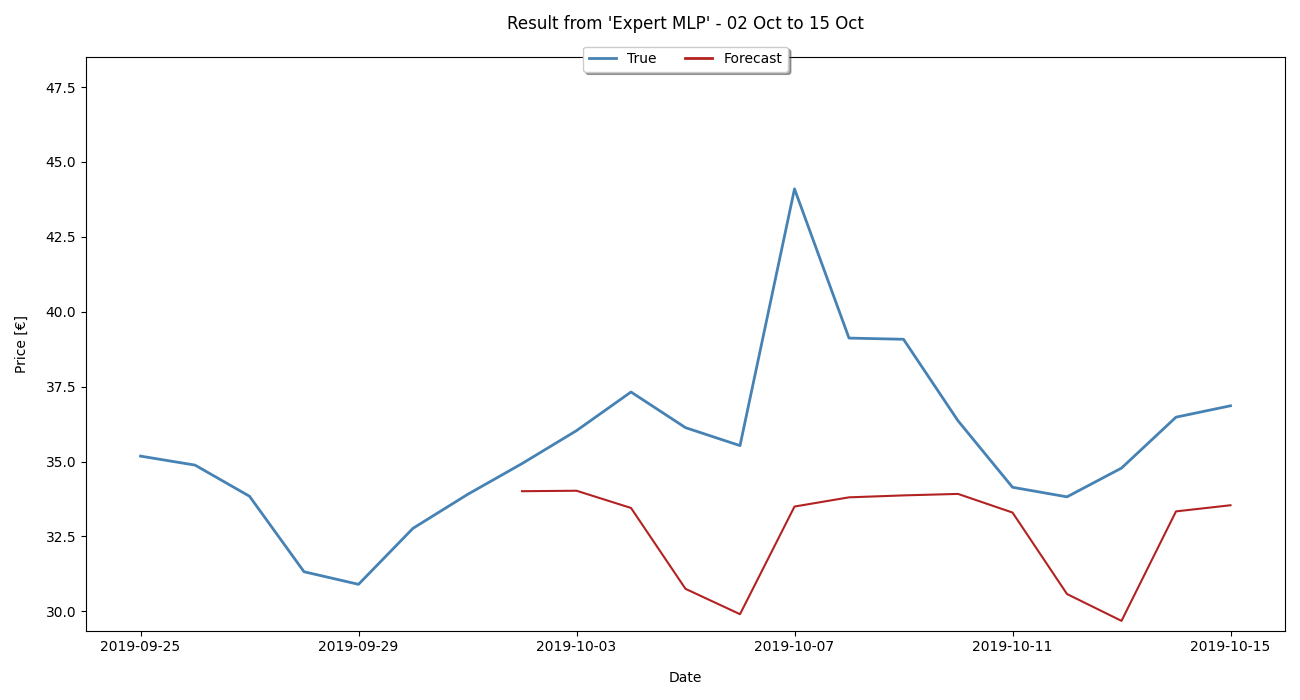 Result from 'Expert MLP' - 02 Oct to 15 Oct
True Forecast
47.5
45.0
42.5
40.0
37.5
35.0
32.5
30.0
Price [€]
2019-09-25 2019-09-29 2019-10-03 2019-10-07 2019-10-11 2019-10-15
Date